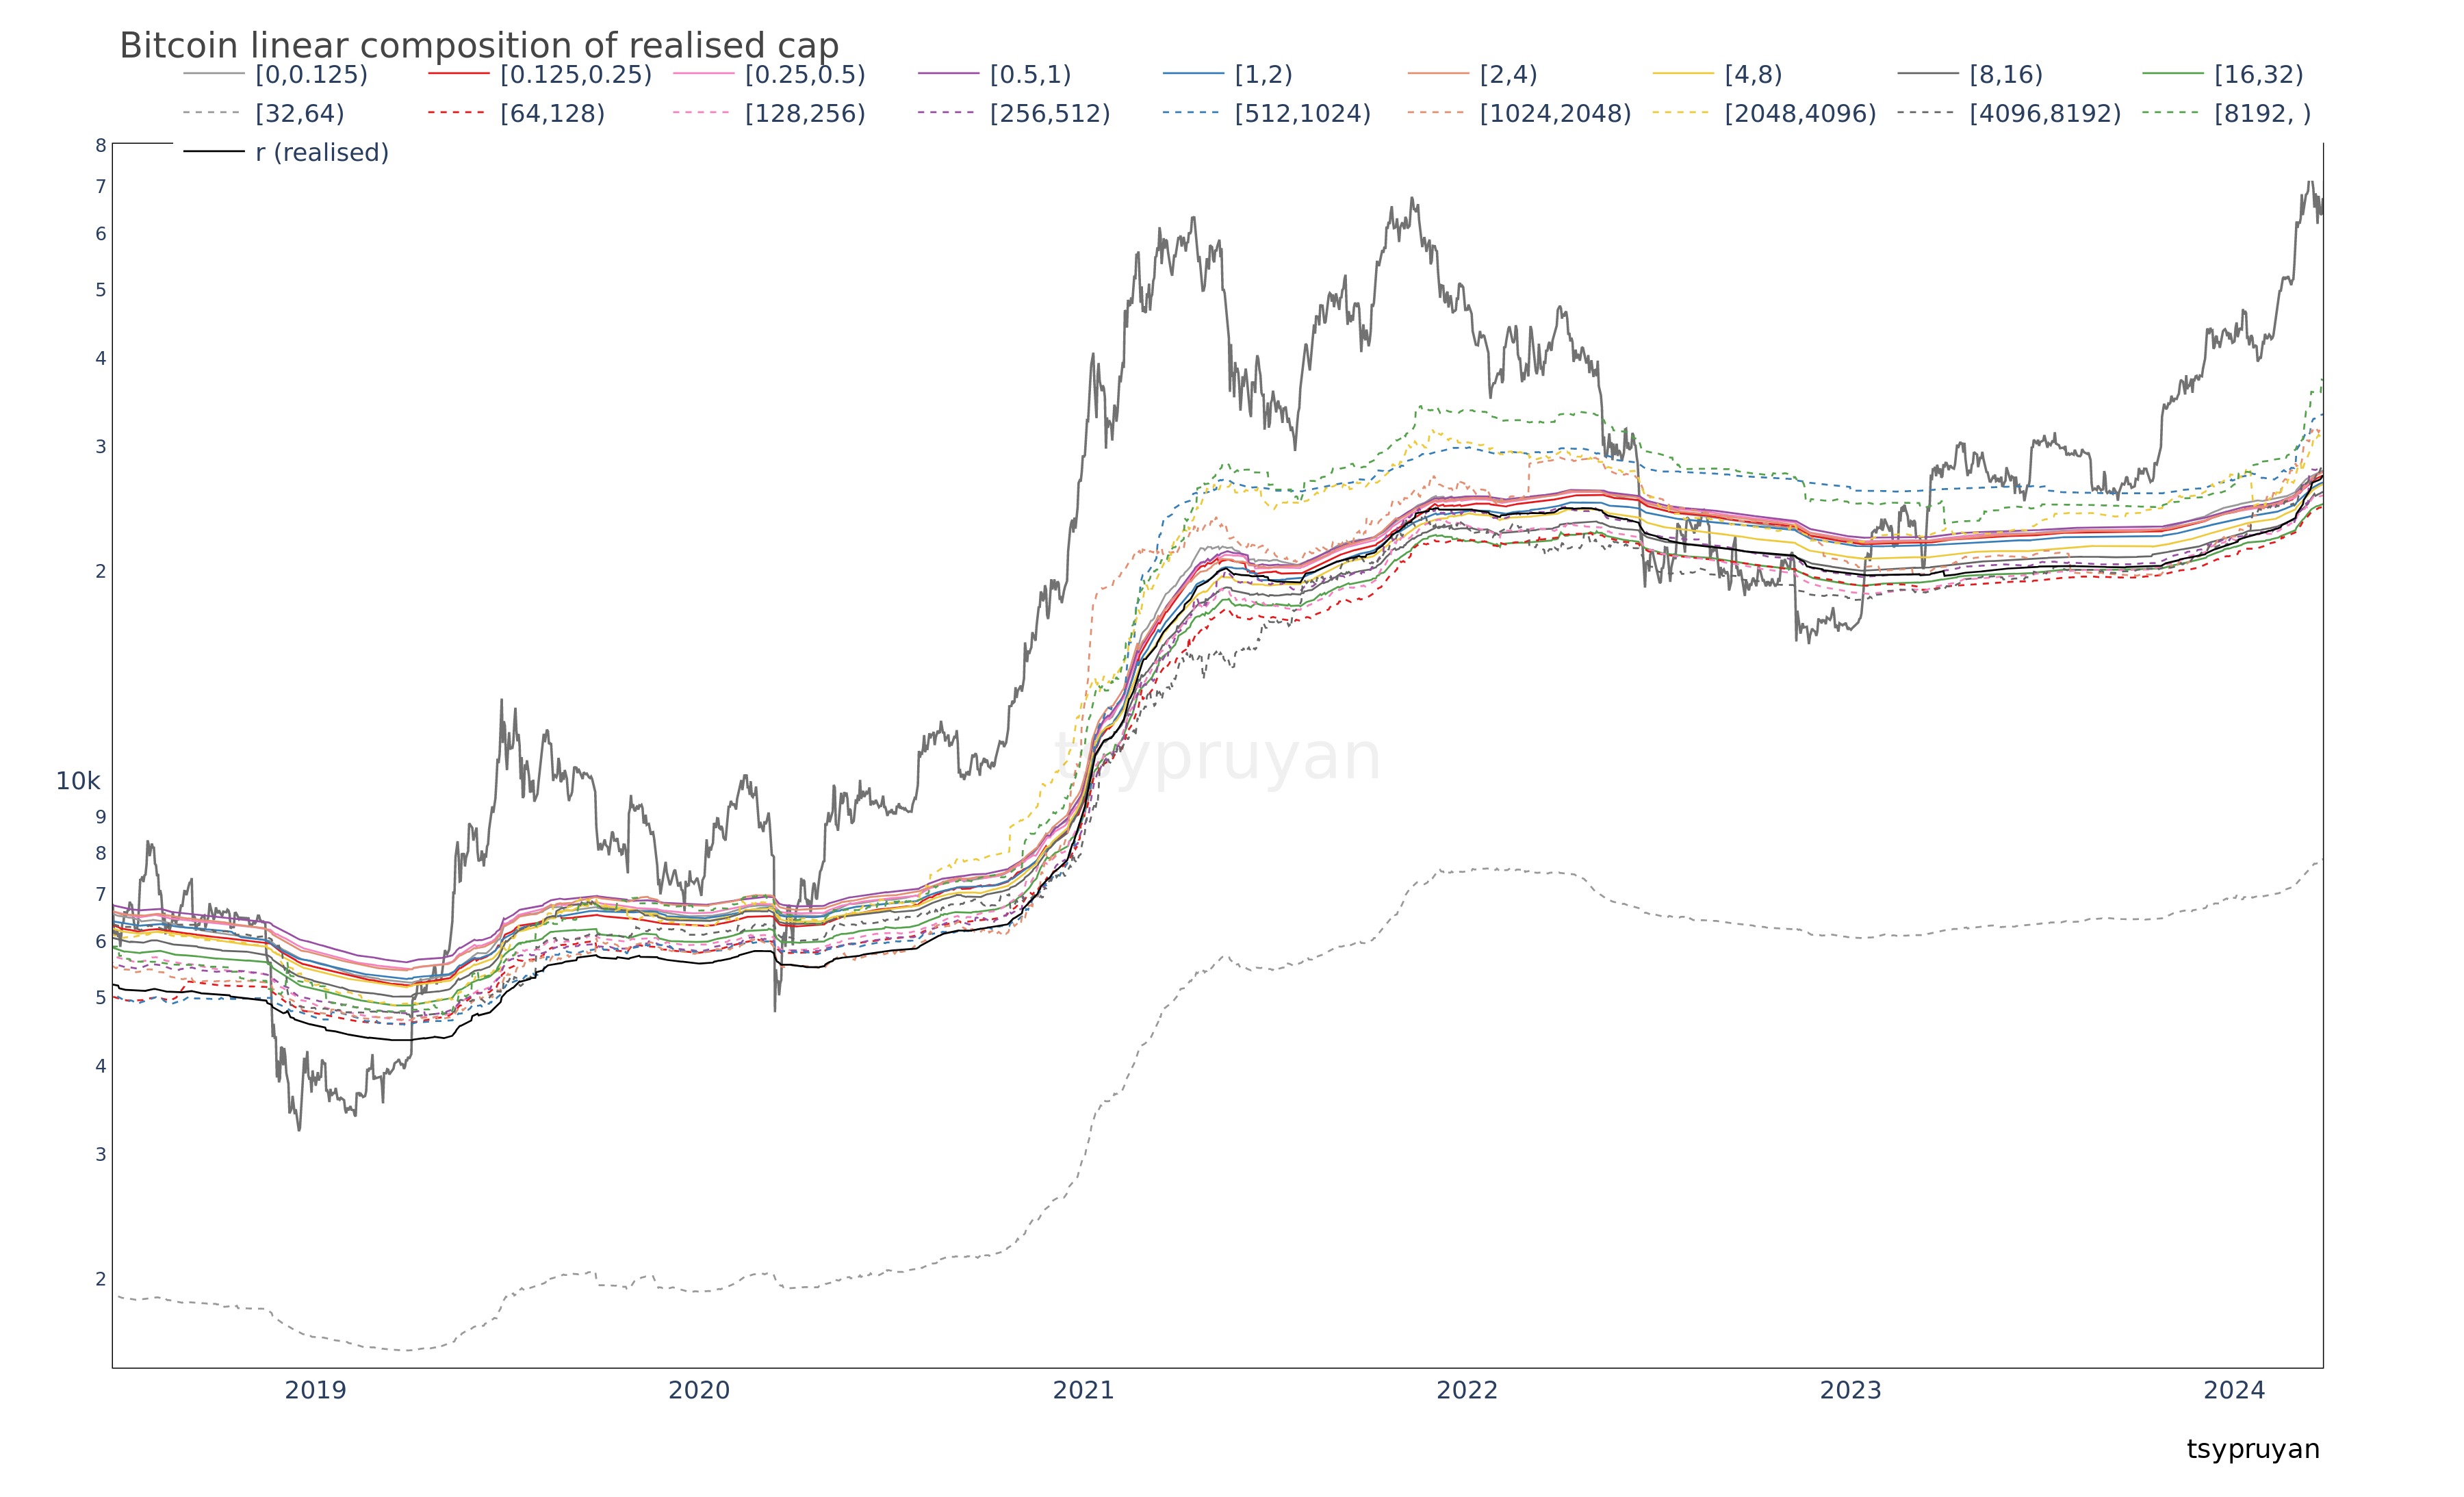 Bitcoin linear composition of realised cap
[0,0.125) [0.125,0.25) [0.25,0.5) [0.5,1) [1,2) [2,4) [4,8) [8,16) [16,32)
[32,64) [64,128) [128,256) [256,512) [512,1024) [1024,2048) [2048,4096) [4096,8192) [8192, )
r (realised)
8
7
6
5
4
3
2
tsypruyan
10k
9
8
7
6
5
4
3
2
2019 2020 2021 2022 2023 2024
tsypruyan